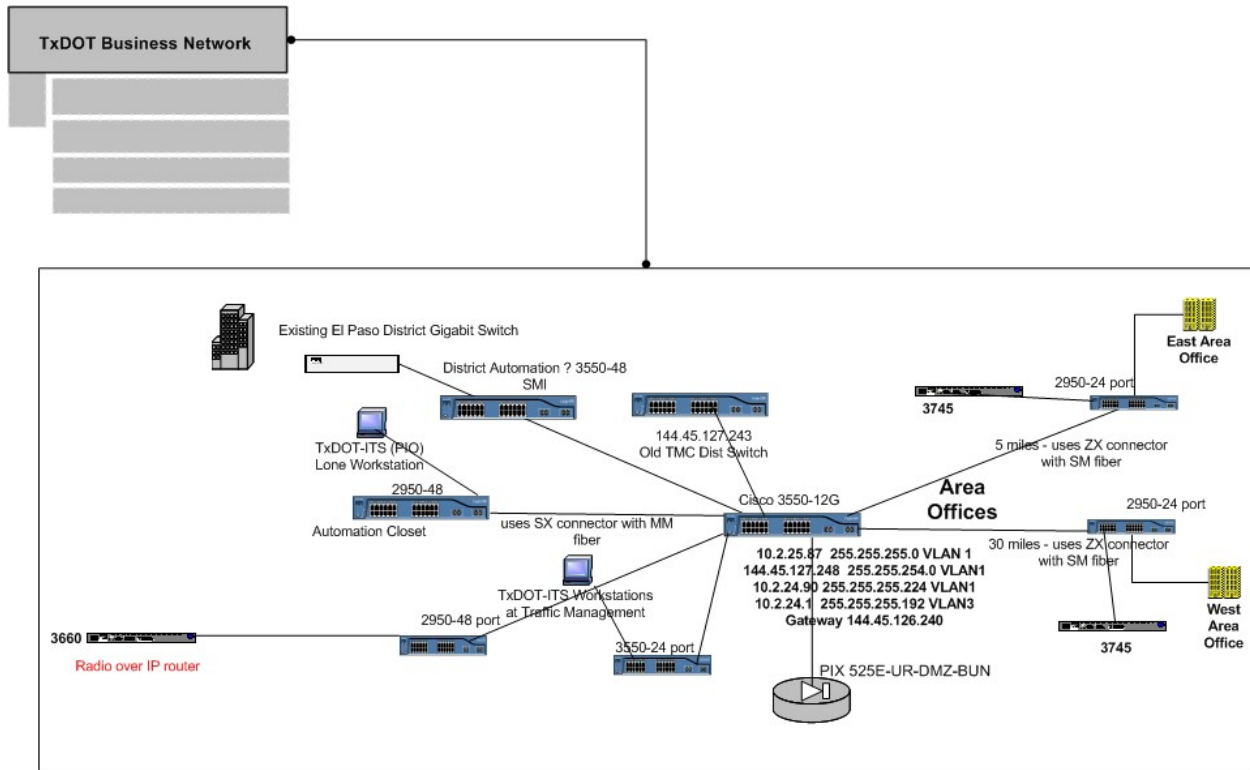 TxDOT Business Network
Existing El Paso District Gigabit Switch
District Automation ? 3550-48
SMI
East Area
Office
2950-24 port
3745
144.45.127.243
Old TMC Dist Switch
TxDOT-ITS (PIO)
Lone Workstation
5 miles - uses ZX connector
with SM fiber
2950-48
Cisco 3550-12G
Area
Offices
2950-24 port
Automation Closet
uses SX connector with MM
fiber
30 miles - uses ZX connector
with SM fiber
10.2.25.87 255.255.255.0 VLAN 1
144.45.127.248 255.255.254.0 VLAN1
10.2.24.90 255.255.255.224 VLAN1
10.2.24.1 255.255.255.192 VLAN3
Gateway 144.45.126.240
TxDOT-ITS Workstations
at Traffic Management
West
Area
Office
2950-48 port
3660
Radio over IP router
3550-24 port
3745
PIX 525E-UR-DMZ-BUN